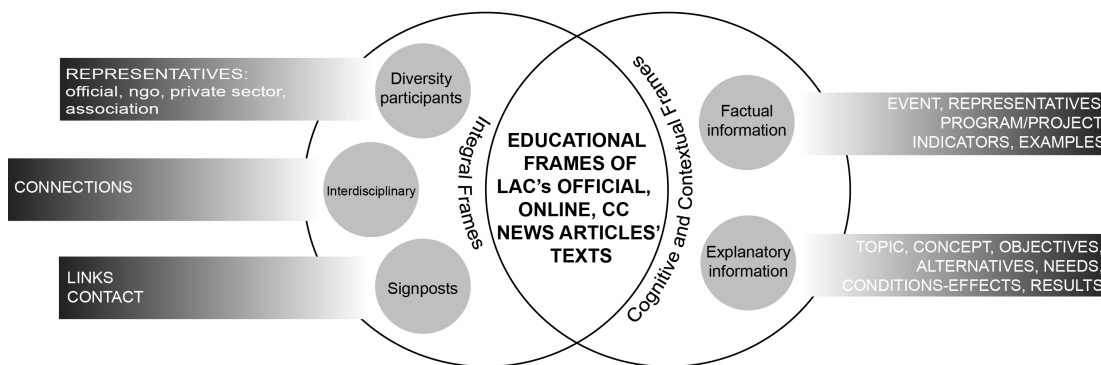 REPRESENTATIVES:
official, ngo, private sector,
association
Diversity
participants
CONNECTIONS
Interdisciplinary
LINKS
CONTACT
Signposts
Integral Frames
EDUCATIONAL
FRAMES OF
LAC's OFFICIAL,
ONLINE, CC
NEWS ARTICLES'
TEXTS
Cognitive and Contextual Frames
Factual
information
EVENT, REPRESENTATIVES
PROGRAM/PROJECT
INDICATORS, EXAMPLES
Explanatory
information
TOPIC, CONCEPT, OBJECTIVES,
ALTERNATIVES, NEEDS,
CONDITIONS-EFFECTS, RESULTS